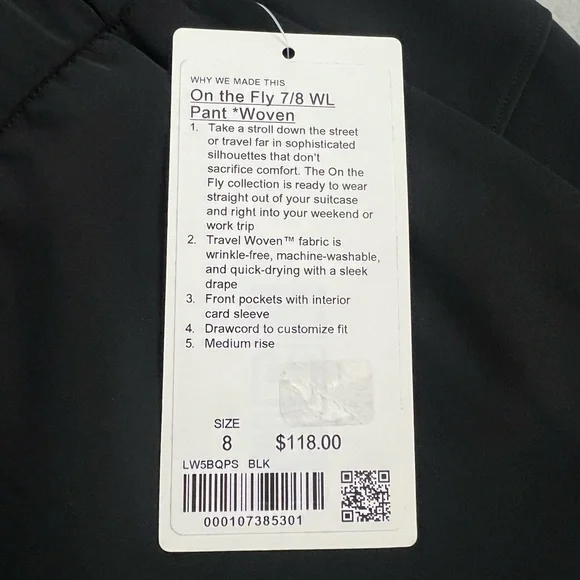 WHY WE MADE THIS
On the Fly 7/8 WL
Pant *Woven
1. Take a stroll down the street
or travel far in sophisticated
silhouettes that don't
sacrifice comfort. The On the
Fly collection is ready to wear
straight out of your suitcase
and right into your weekend or
work trip
2. Travel Woven™ fabric is
wrinkle-free, machine-washable,
and quick-drying with a sleek
drape
3. Front pockets with interior
card sleeve
4. Drawcord to customize fit
5. Medium rise
SIZE
8 $118.00
LW5BQPS BLK
000107385301